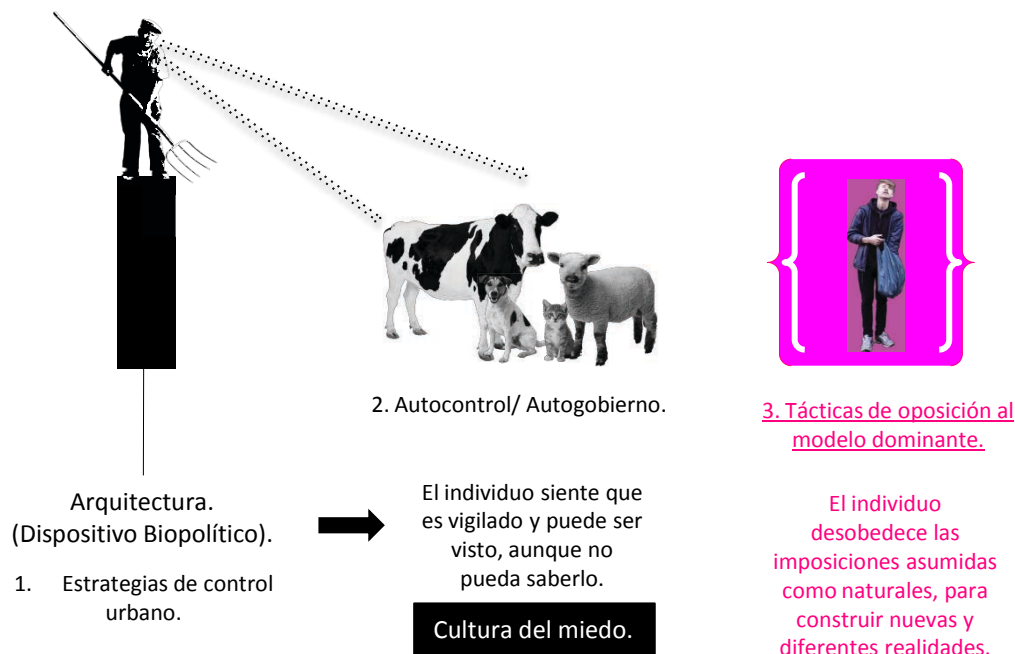 Arquitectura.
(Dispositivo Biopolítico).
1. Estrategias de control
urbano.
2. Autocontrol/ Autogobierno.
El individuo siente que
es vigilado y puede ser
visto, aunque no
pueda saberlo.
Cultura del miedo.
3. Tácticas de oposición al
modelo dominante.
El individuo
desobedece las
imposiciones asumidas
como naturales, para
construir nuevas y
diferentes realidades.